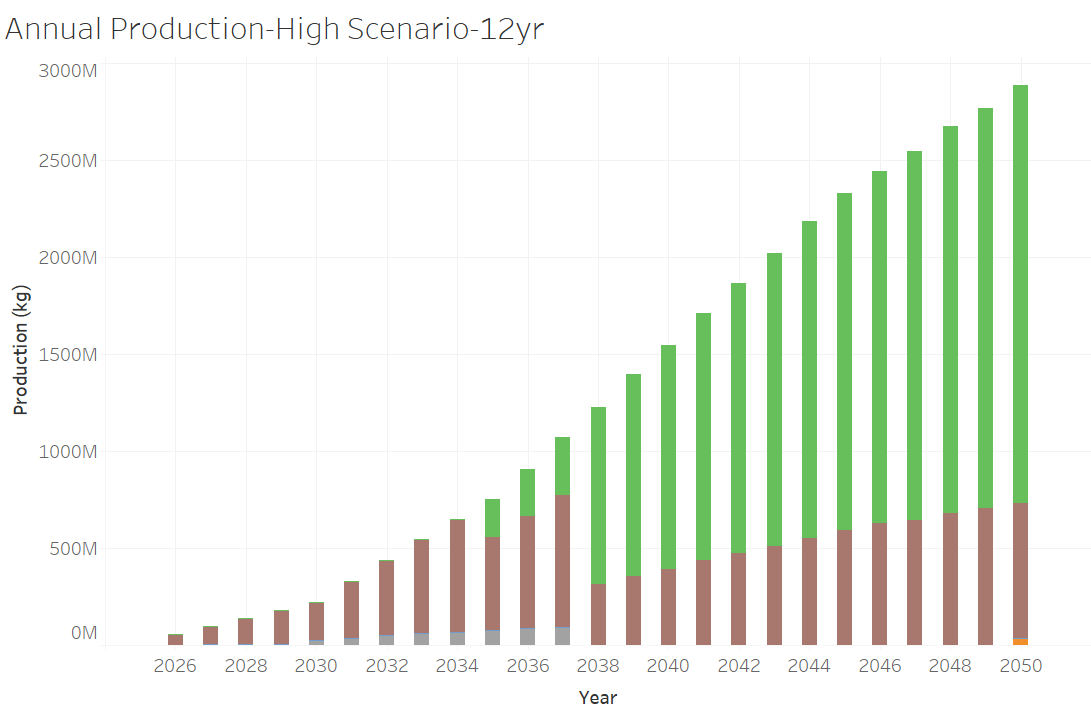 Annual Production-High Scenario-12yr
3000M
2500M
2000M
1500M
1000M
500M
0M
Production (kg)
2026 2028 2030 2032 2034 2036 2038 2040 2042 2044 2046 2048 2050
Year